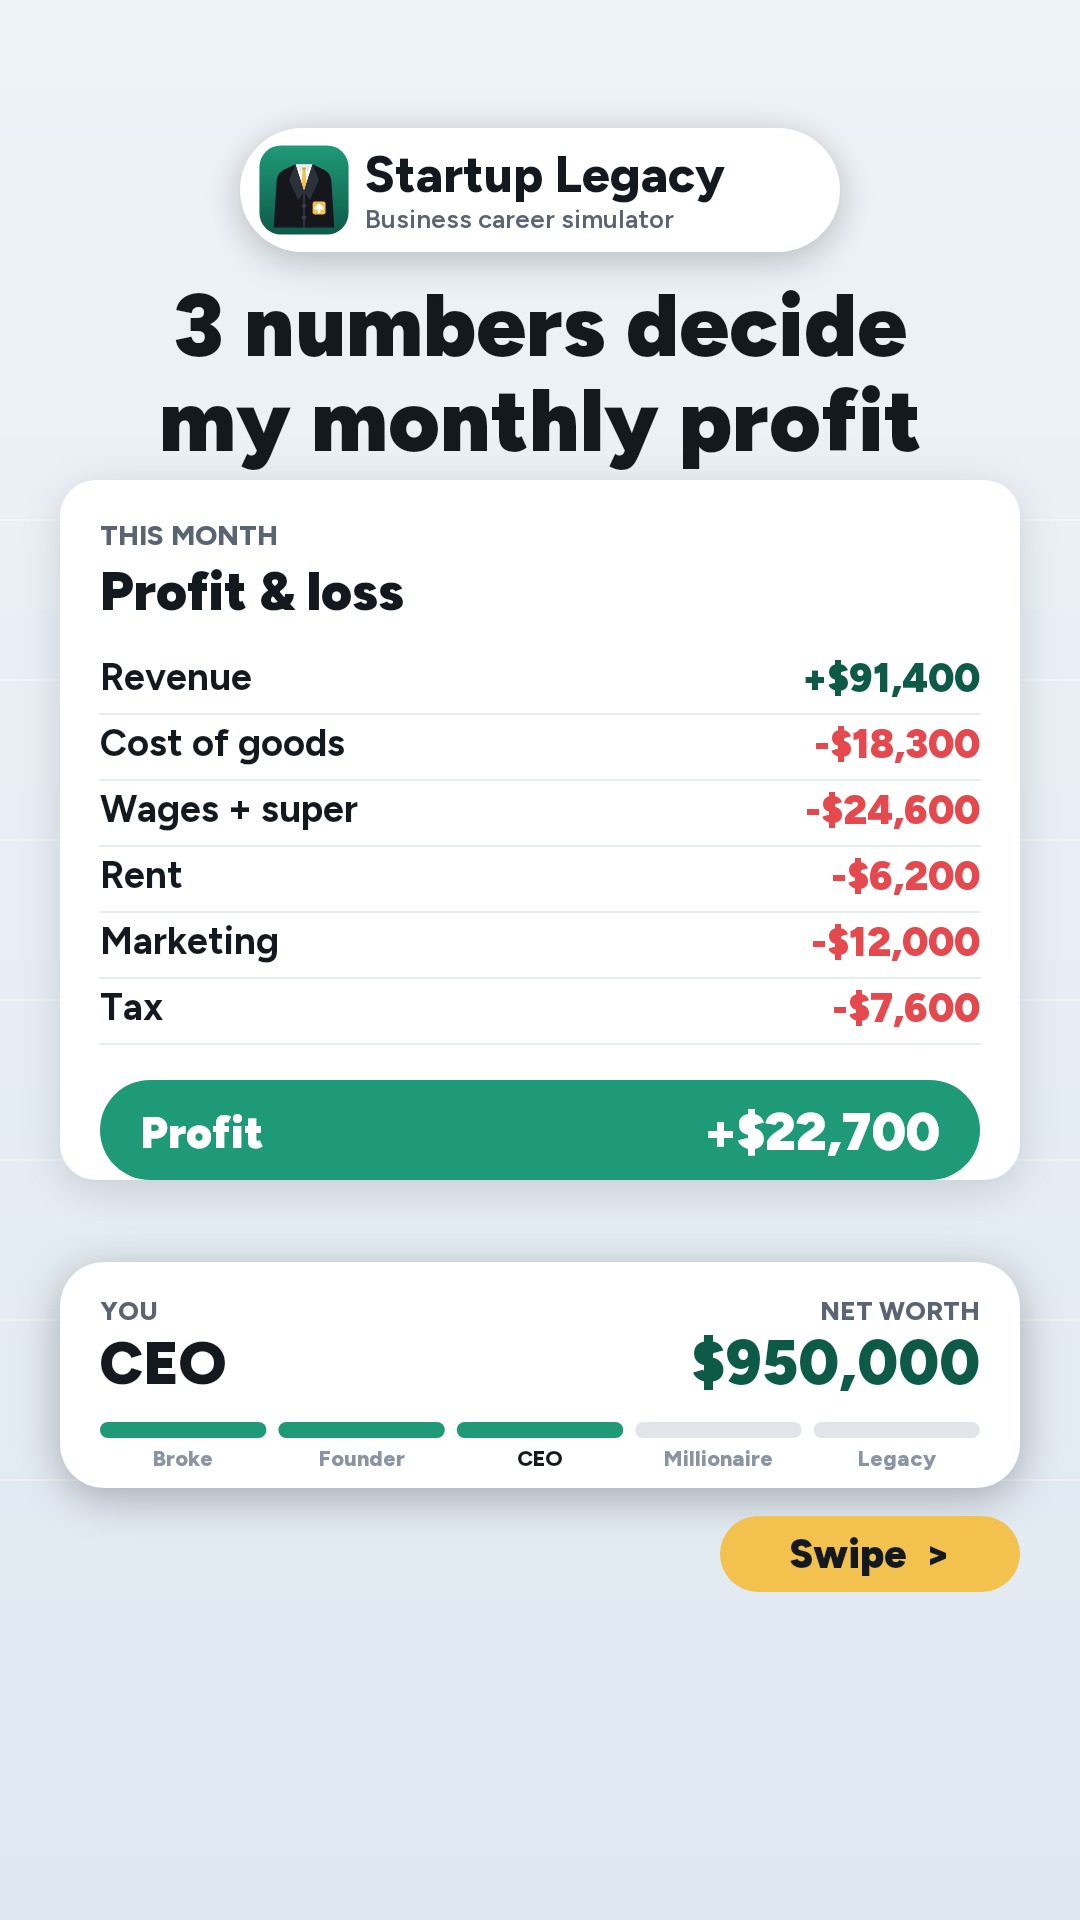 Startup Legacy
Business career simulator
3 numbers decide
my monthly profit
THIS MONTH
Profit & loss
Revenue +$91,400
Cost of goods -$18,300
Wages + super -$24,600
Rent -$6,200
Marketing -$12,000
Tax -$7,600
Profit +$22,700
YOU NET WORTH
CEO $950,000
Broke Founder CEO Millionaire Legacy
Swipe >